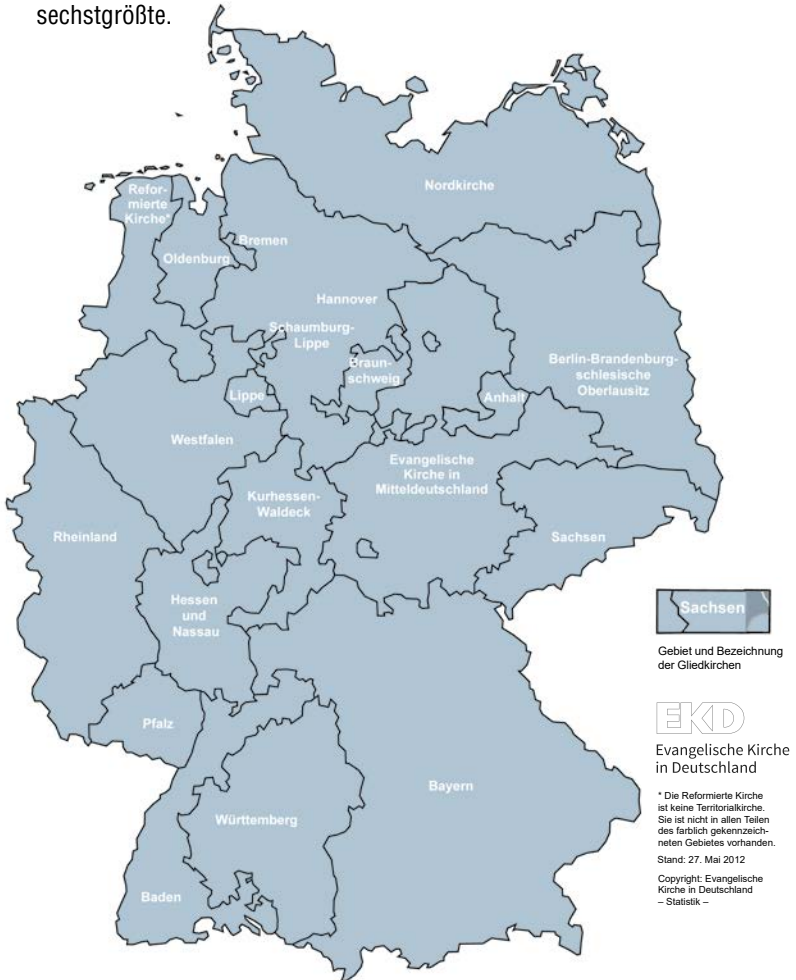 sechstgrößte.
Nordkirche
Refor-
mierte
Kirche*
Bremen
Oldenburg
Hannover
Schaumburg-
Lippe
Braun-
schweig
Berlin-Brandenburg-
schlesische
Oberlausitz
Lippe
Anhalt
Westfalen
Evangelische
Kirche in
Mitteldeutschland
Kurhessen-
Waldeck
Rheinland
Sachsen
Hessen
und
Nassau
Sachsen
Gebiet und Bezeichnung
der Gliedkirchen
Pfalz
EKD
Evangelische Kirche
in Deutschland
Bayern
* Die Reformierte Kirche
ist keine Territorialkirche.
Sie ist nicht in allen Teilen
des farblich gekennzeich-
neten Gebietes vorhanden.
Württemberg
Stand: 27. Mai 2012
Copyright: Evangelische
Kirche in Deutschland
– Statistik –
Baden